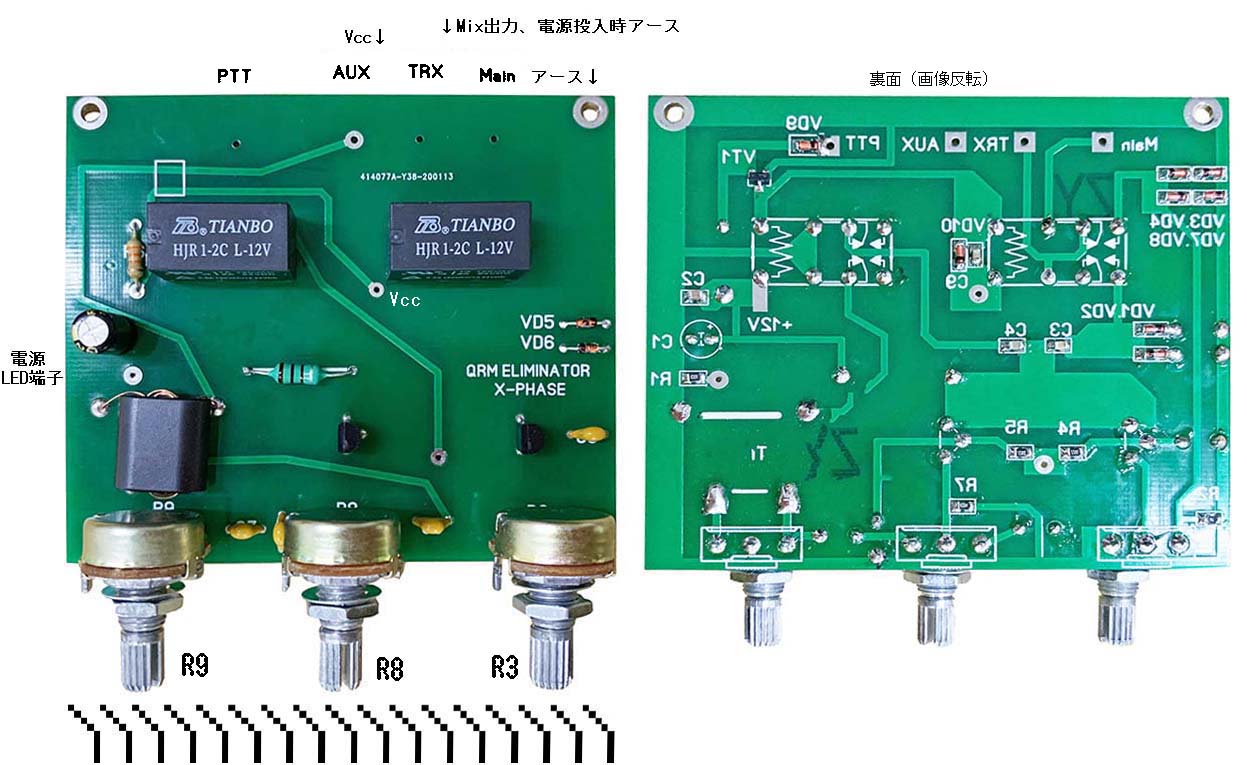 ↓Mix出力、電源投入時アース
Vcc↓
PTT
AUX
TRX
Main
アース↓
裏面（画像反転）
414077A-Y38-200113
TIANBO
HJR 1-2C L-12V
TIANBO
HJR 1-2C L-12V
Vcc
VD5
VD6
QRM ELIMINATOR
X-PHASE
電源
LED端子
R9
R8
R3
VD9
PTT
AUX
TRX
Main
VT1
VD3.VD4
VD7.VD8
VD10
C2
C9
+12V
VD1.VD2
C1
C4
C3
R1
T1
R5
R4
R7